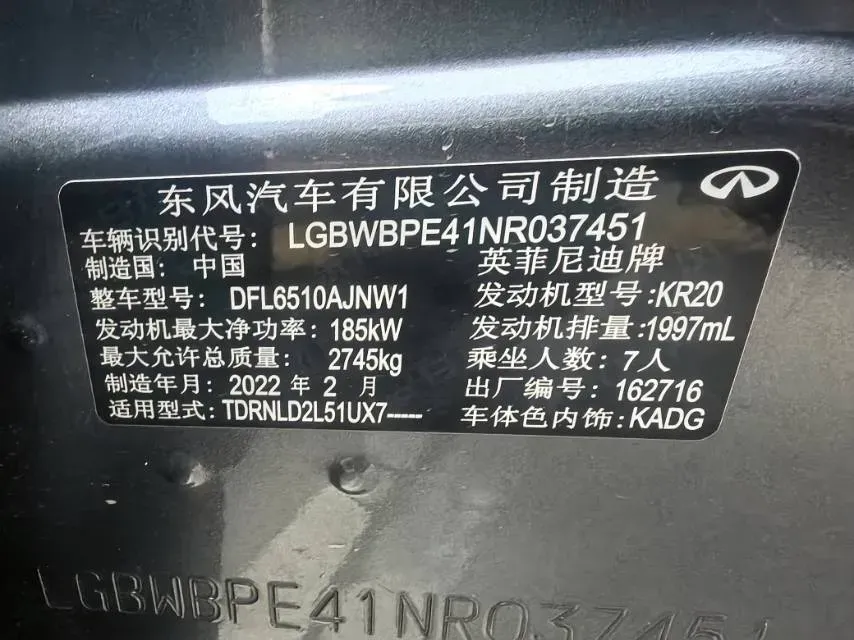 东风汽车有限公司制造
车辆识别代号: LGBWBPE41NR037451
制造国: 中国 英菲尼迪牌
整车型号: DFL6510AJNW1 发动机型号:KR20
发动机最大净功率: 185kW 发动机排量:1997mL
最大允许总质量: 2745kg 乘坐人数: 7人
制造年月: 2022 年 2 月 出厂编号: 162716
适用型式: TDRNLD2L51UX7----- 车体色内饰:KADG
LGBWBPE41NR037451